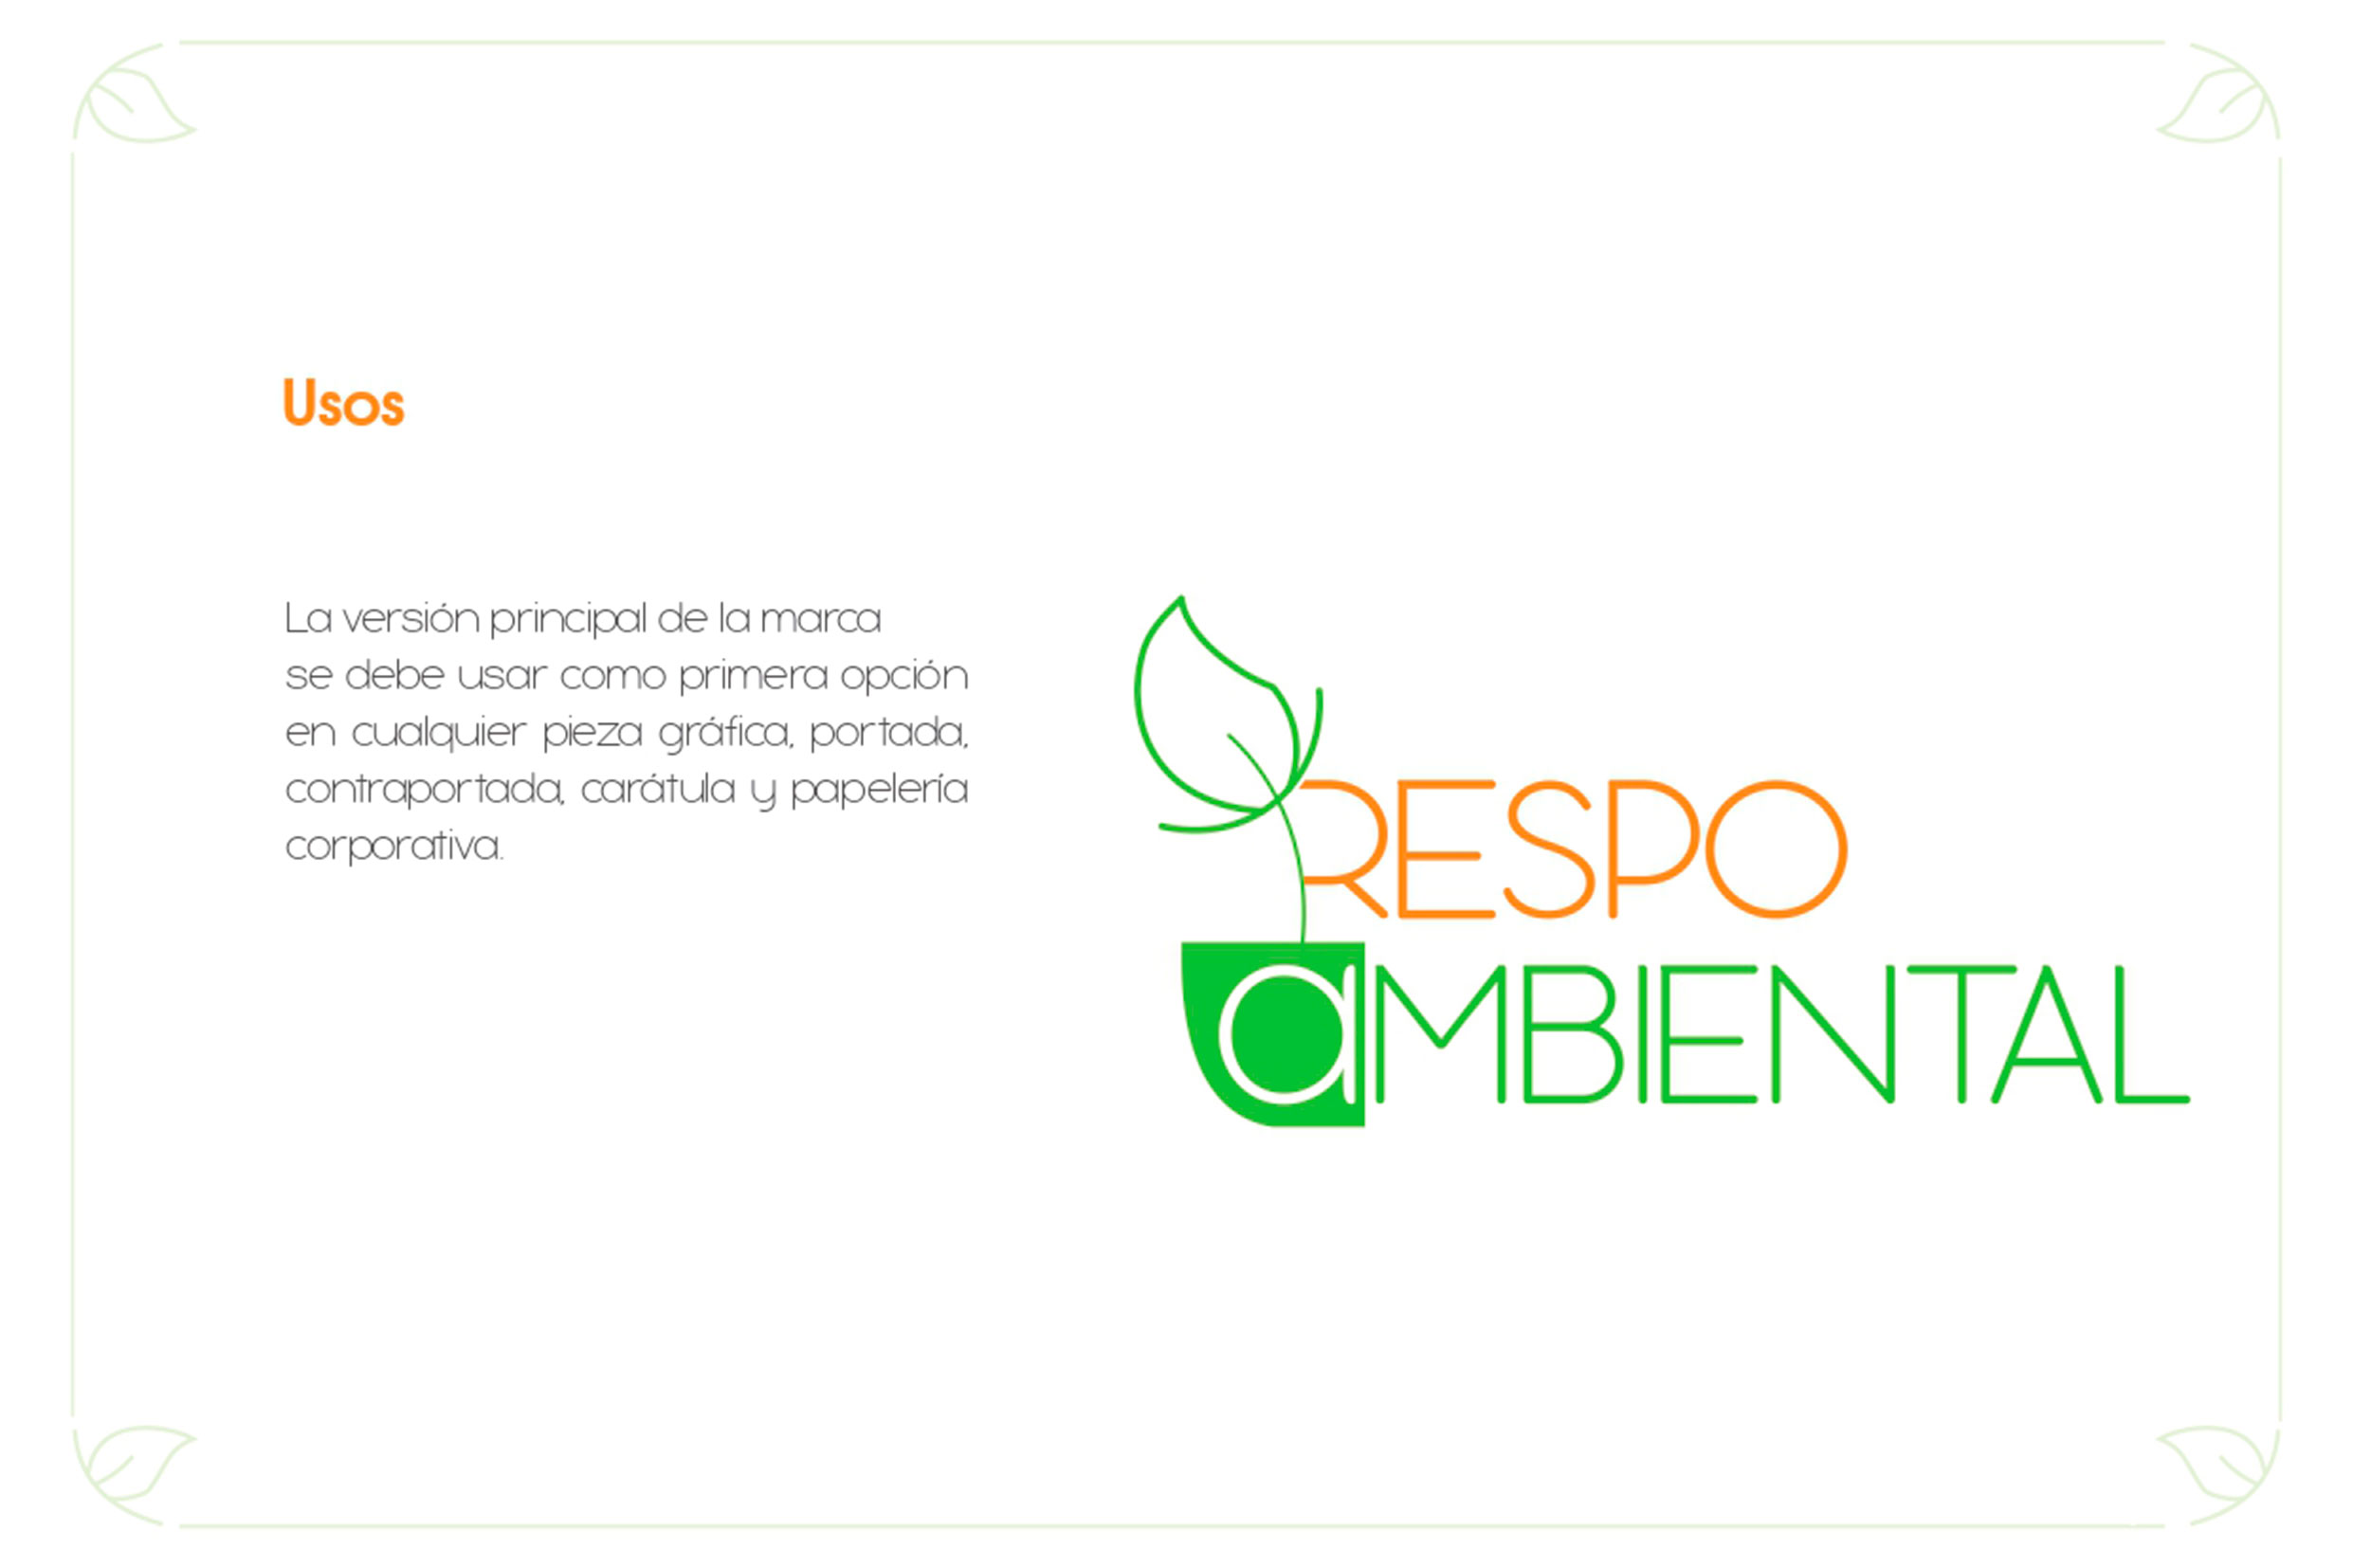 Usos
La versión principal de la marca
se debe usar como primera opción
en cualquier pieza gráfica, portada,
contraportada, carátula y papelería
corporativa.
RESPO
aMBIENTAL